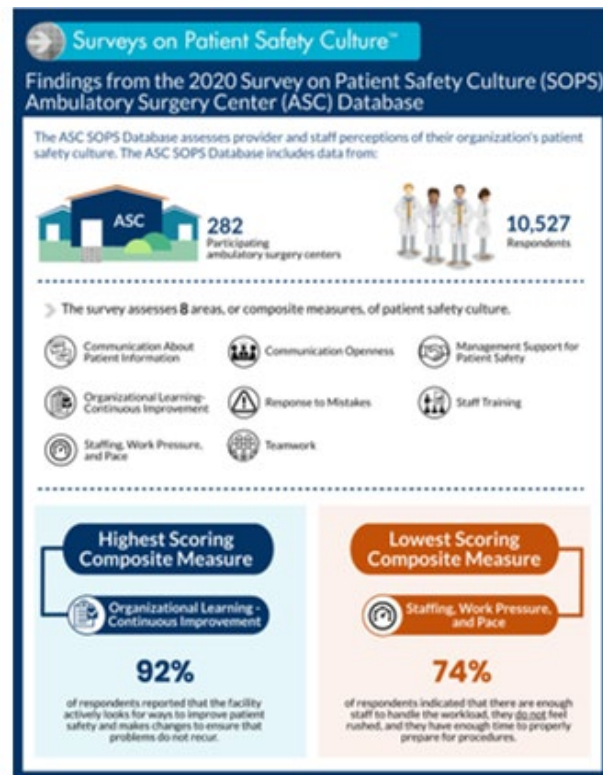 Surveys on Patient Safety Culture™
Findings from the 2020 Survey on Patient Safety Culture (SOPS)
Ambulatory Surgery Center (ASC) Database
The ASC SOPS Database assesses provider and staff perceptions of their organization's patient
safety culture. The ASC SOPS Database includes data from:
ASC
282
Participating
ambulatory surgery centers
10,527
Respondents
The survey assesses 8 areas, or composite measures, of patient safety culture.
Communication About
Patient Information
Communication Openness
Management Support for
Patient Safety
Organizational Learning-
Continuous Improvement
Response to Mistakes
Staff Training
Staffing, Work Pressure,
and Pace
Teamwork
Highest Scoring
Composite Measure
Organizational Learning -
Continuous Improvement
92%
of respondents reported that the facility
actively looks for ways to improve patient
safety and makes changes to ensure that
problems do not recur.
Lowest Scoring
Composite Measure
Staffing, Work Pressure,
and Pace
74%
of respondents indicated that there are enough
staff to handle the workload, they do not feel
rushed, and they have enough time to properly
prepare for procedures.